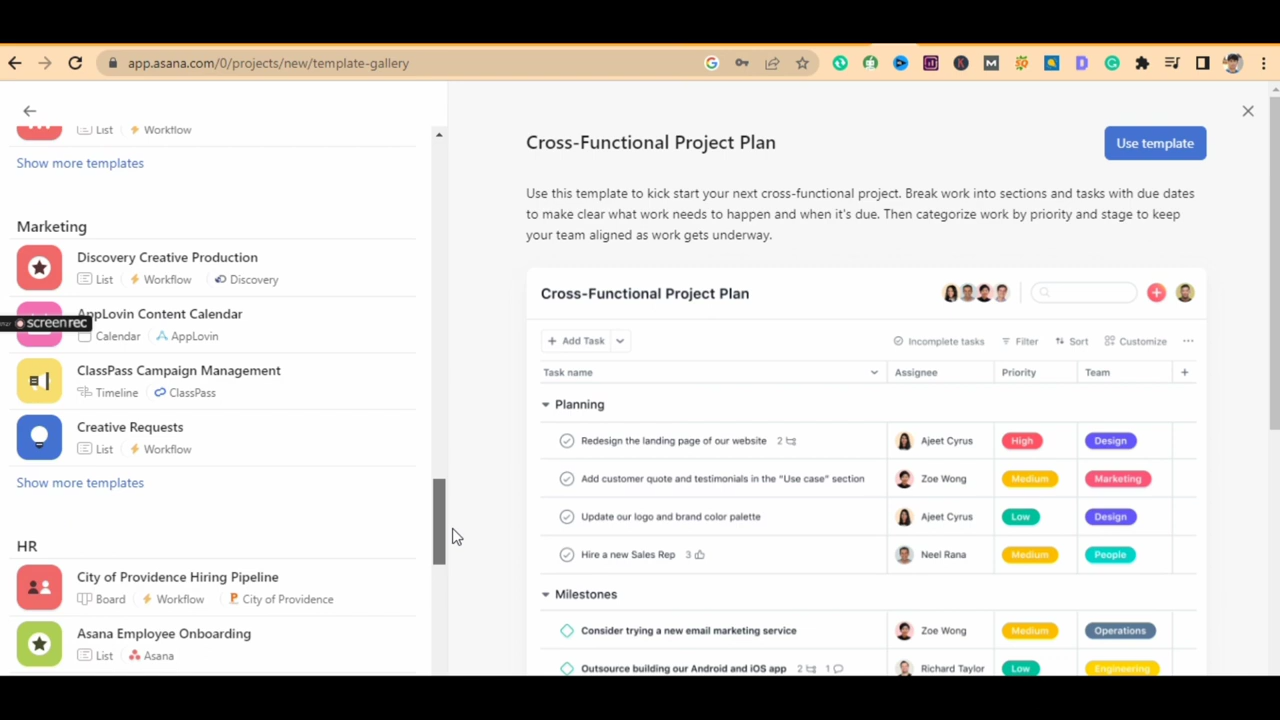 app.asana.com/0/projects/new/template-gallery
List Workflow
Show more templates
Marketing
Discovery Creative Production
List Workflow Discovery
AppLovin Content Calendar
screenrec
Calendar AppLovin
ClassPass Campaign Management
Timeline ClassPass
Creative Requests
List Workflow
Show more templates
HR
City of Providence Hiring Pipeline
Board Workflow City of Providence
Asana Employee Onboarding
List Asana
Cross-Functional Project Plan
Use template
Use this template to kick start your next cross-functional project. Break work into sections and tasks with due dates
to make clear what work needs to happen and when it's due. Then categorize work by priority and stage to keep
your team aligned as work gets underway.
Cross-Functional Project Plan
+ Add Task Incomplete tasks Filter Sort Customize ...
Task name Assignee Priority Team +
Planning
Redesign the landing page of our website 2 Ajeet Cyrus High Design
Add customer quote and testimonials in the "Use case" section Zoe Wong Medium Marketing
Update our logo and brand color palette Ajeet Cyrus Low Design
Hire a new Sales Rep 3 Neel Rana Medium People
Milestones
Consider trying a new email marketing service Zoe Wong Medium Operations
Outsource building our Android and iOS app 2 1 Richard Taylor Low Engineering